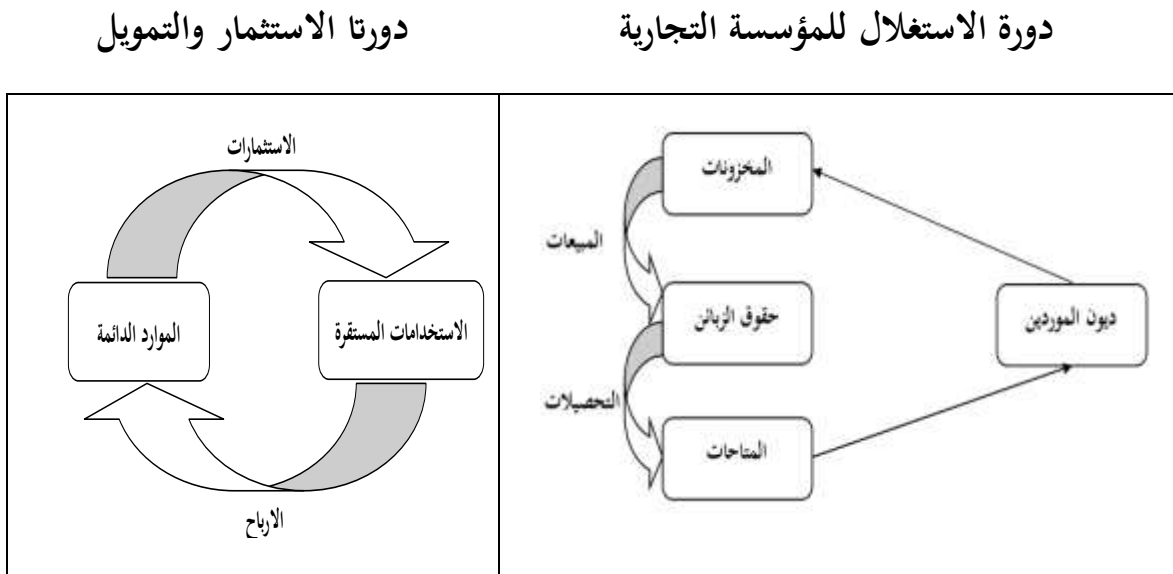 دورة الاستغلال للمؤسسة التجارية
دورتا الاستثمار والتمويل
المخزونات
المبيعات
حقوق الزبائن
ديون الموردين
التحصيلات
المتاحات
الاستثمارات
الاستخدامات المستقرة
الموارد الدائمة
الارباح